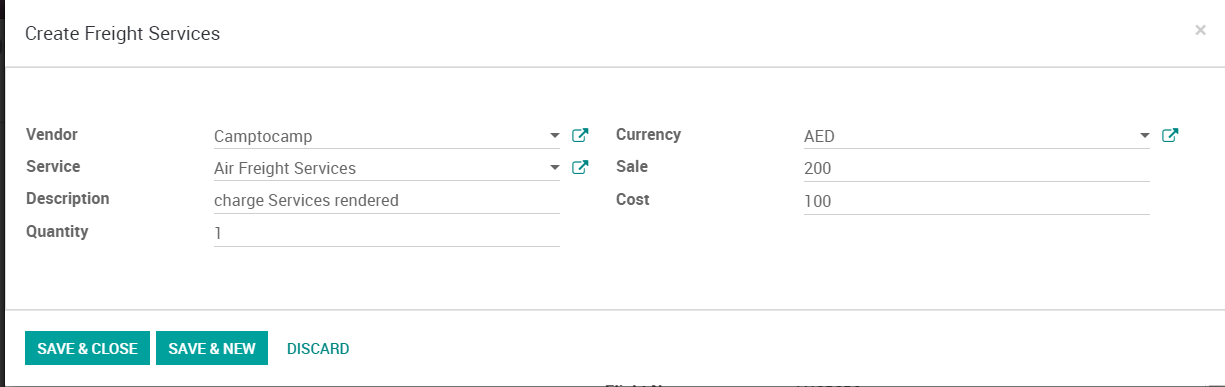 Create Freight Services
×
Vendor Camptocamp Currency AED
Service Air Freight Services Sale 200
Description charge Services rendered Cost 100
Quantity 1
SAVE & CLOSE SAVE & NEW DISCARD